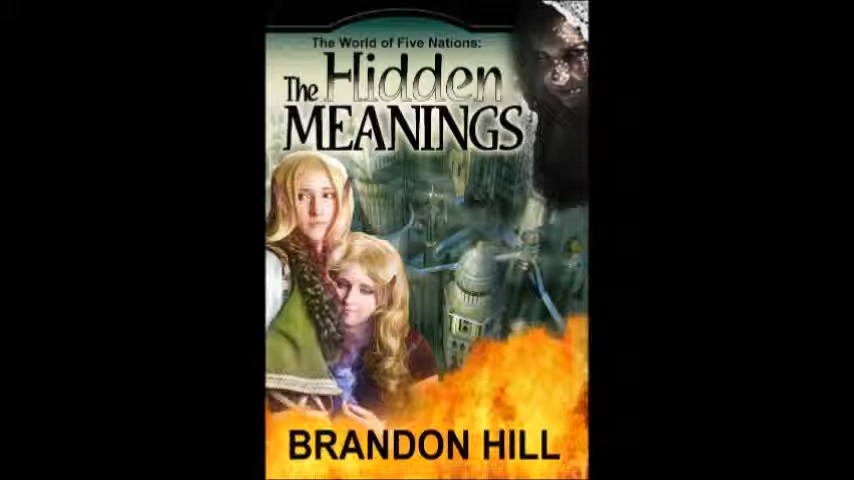 The World of Five Nations:
The Hidden
MEANINGS
BRANDON HILL